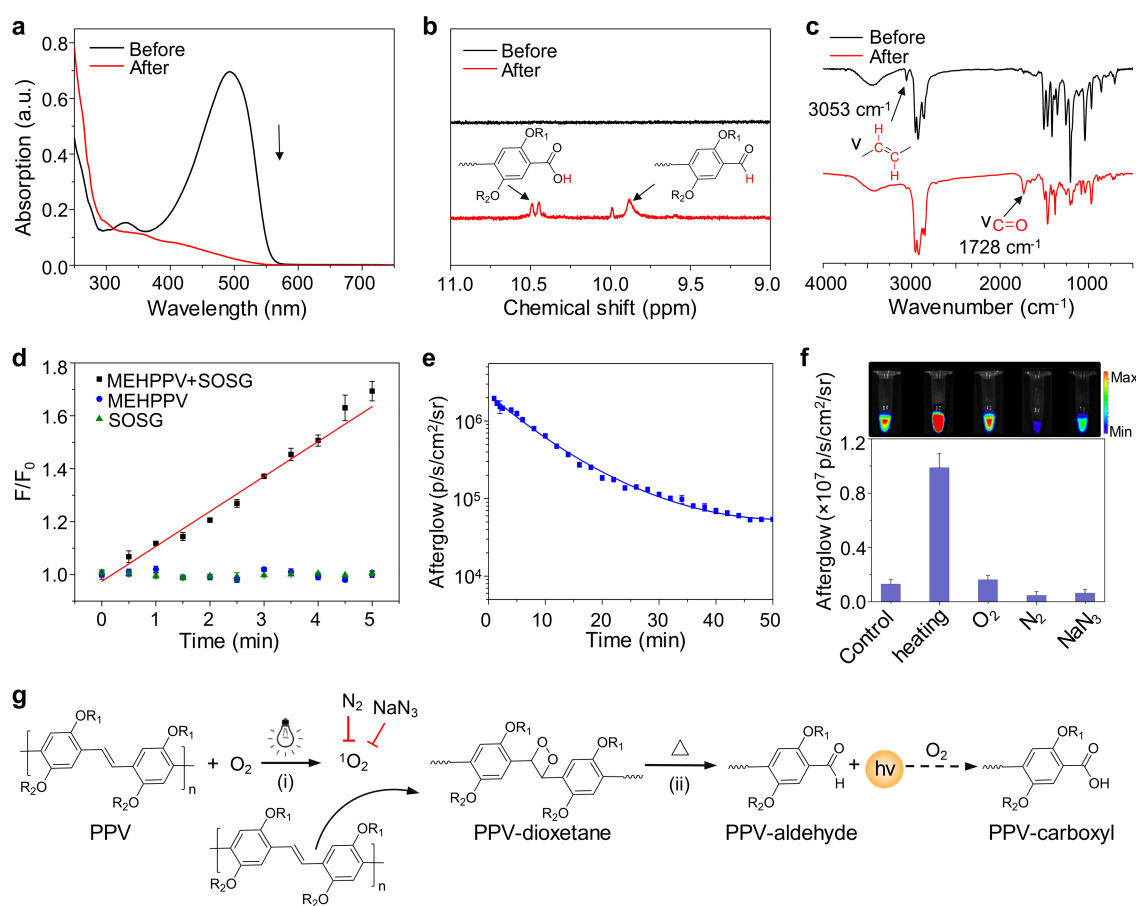 a
Before
After
0.8
0.6
0.4
0.2
0.0
Absorption (a.u.)
300 400 500 600 700
Wavelength (nm)
b
Before
After
OR₁
O
OH
R₂O
OR₁
O
H
R₂O
11.0 10.5 10.0 9.5 9.0
Chemical shift (ppm)
c
Before
After
3053 cm⁻¹
H
ν C=C
H
ν C=O
1728 cm⁻¹
4000 3000 2000 1000
Wavenumber (cm⁻¹)
d
MEHPPV+SOSG
MEHPPV
SOSG
1.8
1.6
1.4
1.2
1.0
F/F₀
0 1 2 3 4 5
Time (min)
e
10⁶
10⁵
10⁴
Afterglow (p/s/cm²/sr)
0 10 20 30 40 50
Time (min)
f
Max
Min
1.2
0.9
0.4
0.0
Afterglow (×10⁷ p/s/cm²/sr)
Control heating O₂ N₂ NaN₃
g
OR₁ OR₁
R₂O R₂O n
PPV
+ O₂
(i)
N₂ NaN₃
¹O₂
OR₁ OR₁
R₂O R₂O n
OR₁ O O OR₁
R₂O R₂O
PPV-dioxetane
△
(ii)
OR₁
O
H
R₂O
PPV-aldehyde
+ hv
O₂
OR₁
O
OH
R₂O
PPV-carboxyl